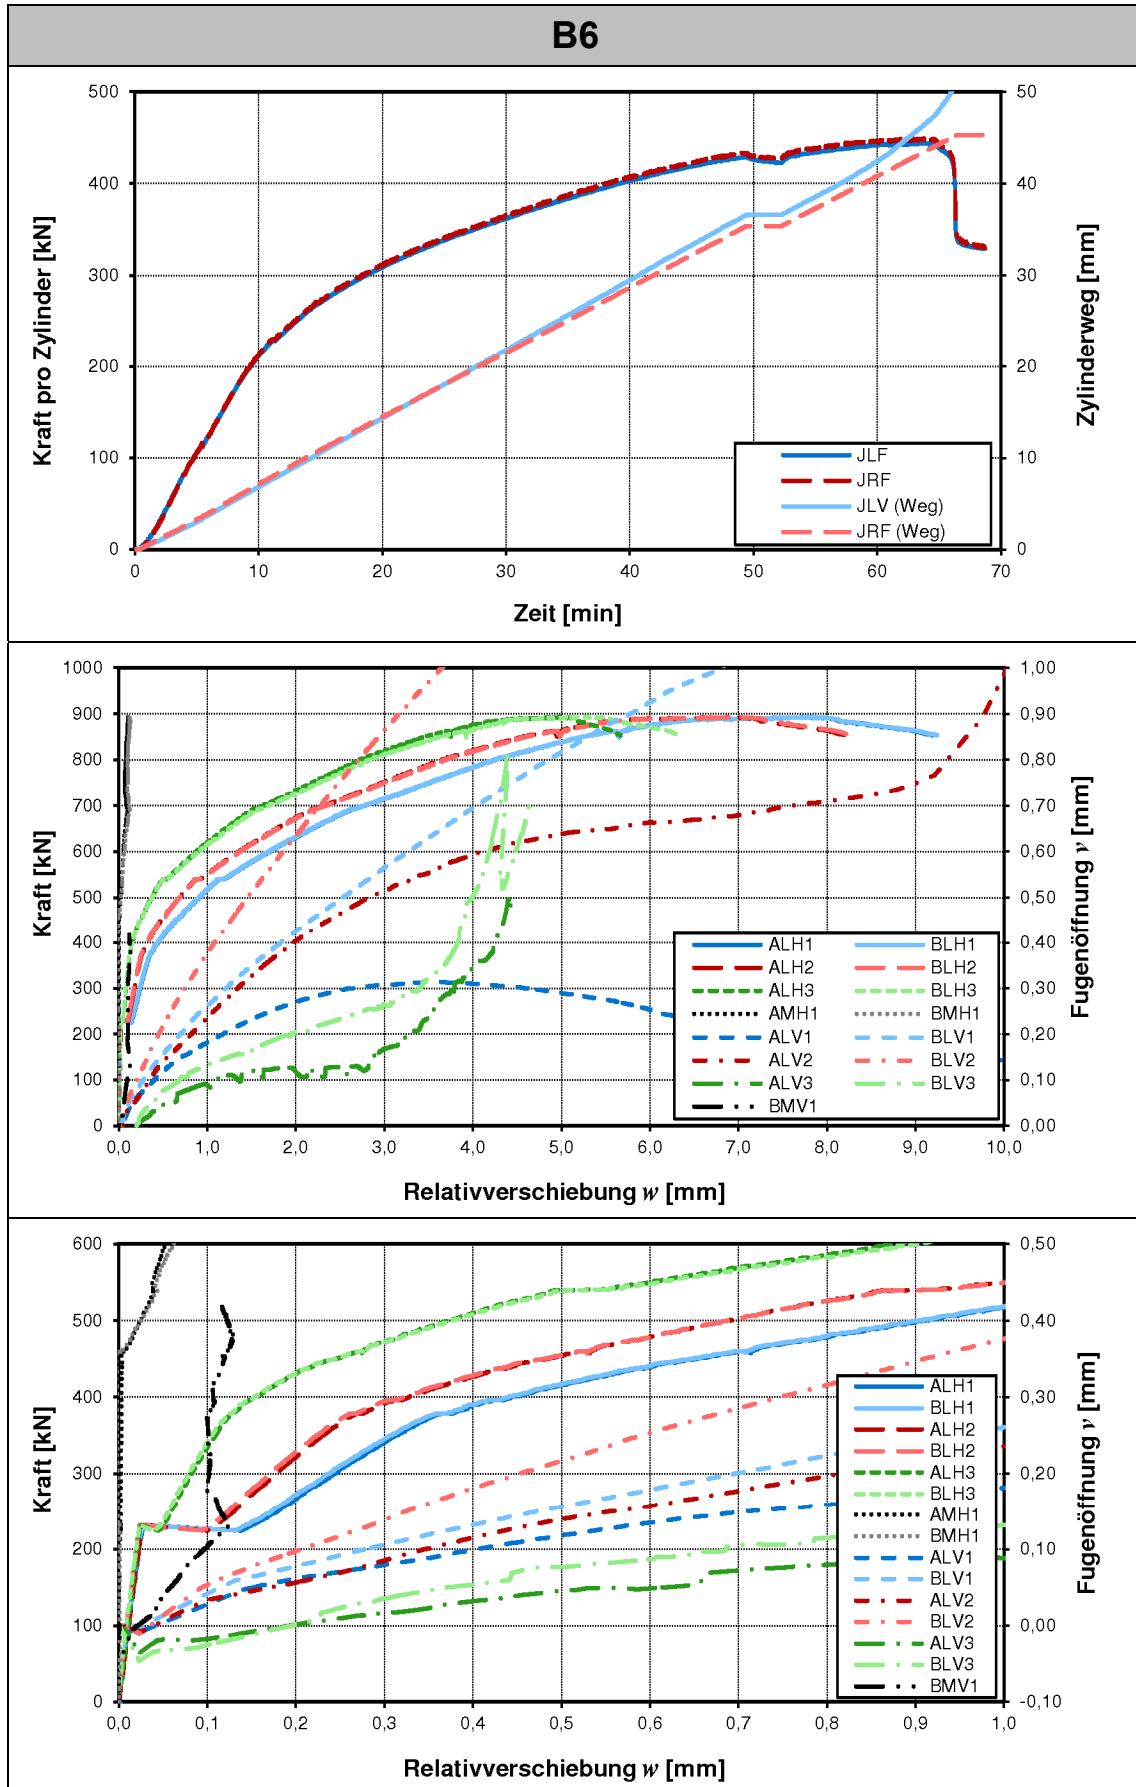 B6
500
400
300
200
100
0
50
40
30
20
10
0
0 10 20 30 40 50 60 70
Kraft pro Zylinder [kN]
Zylinderweg [mm]
Zeit [min]
JLF
JRF
JLV (Weg)
JRF (Weg)
1000
900
800
700
600
500
400
300
200
100
0
1,00
0,90
0,80
0,70
0,60
0,50
0,40
0,30
0,20
0,10
0,00
0,0 1,0 2,0 3,0 4,0 5,0 6,0 7,0 8,0 9,0 10,0
Kraft [kN]
Fugenöffnung v [mm]
Relativverschiebung w [mm]
ALH1 BLH1
ALH2 BLH2
ALH3 BLH3
AMH1 BMH1
ALV1 BLV1
ALV2 BLV2
ALV3 BLV3
BMV1
600
500
400
300
200
100
0
0,50
0,40
0,30
0,20
0,10
0,00
-0,10
0,0 0,1 0,2 0,3 0,4 0,5 0,6 0,7 0,8 0,9 1,0
Kraft [kN]
Fugenöffnung v [mm]
Relativverschiebung w [mm]
ALH1
BLH1
ALH2
BLH2
ALH3
BLH3
AMH1
BMH1
ALV1
BLV1
ALV2
BLV2
ALV3
BLV3
BMV1